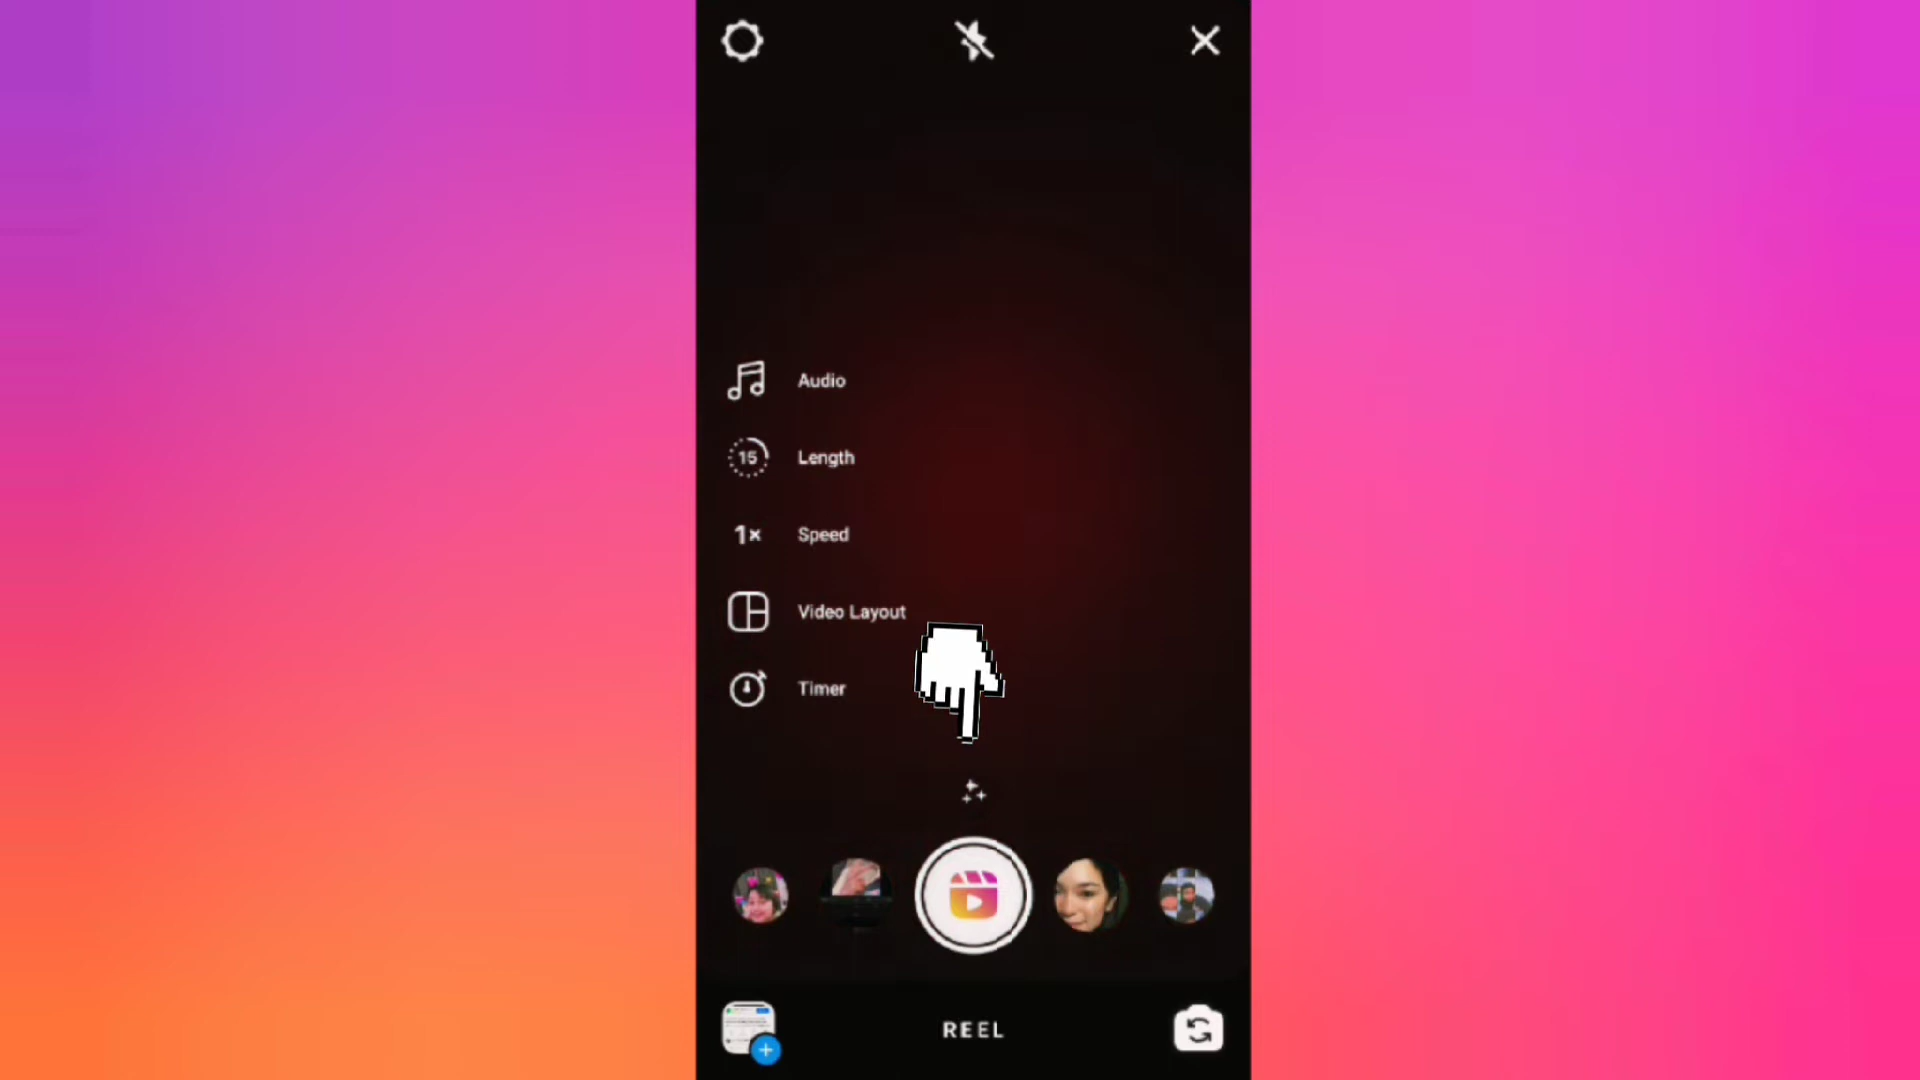 Audio
15 Length
1× Speed
Video Layout
Timer
REEL